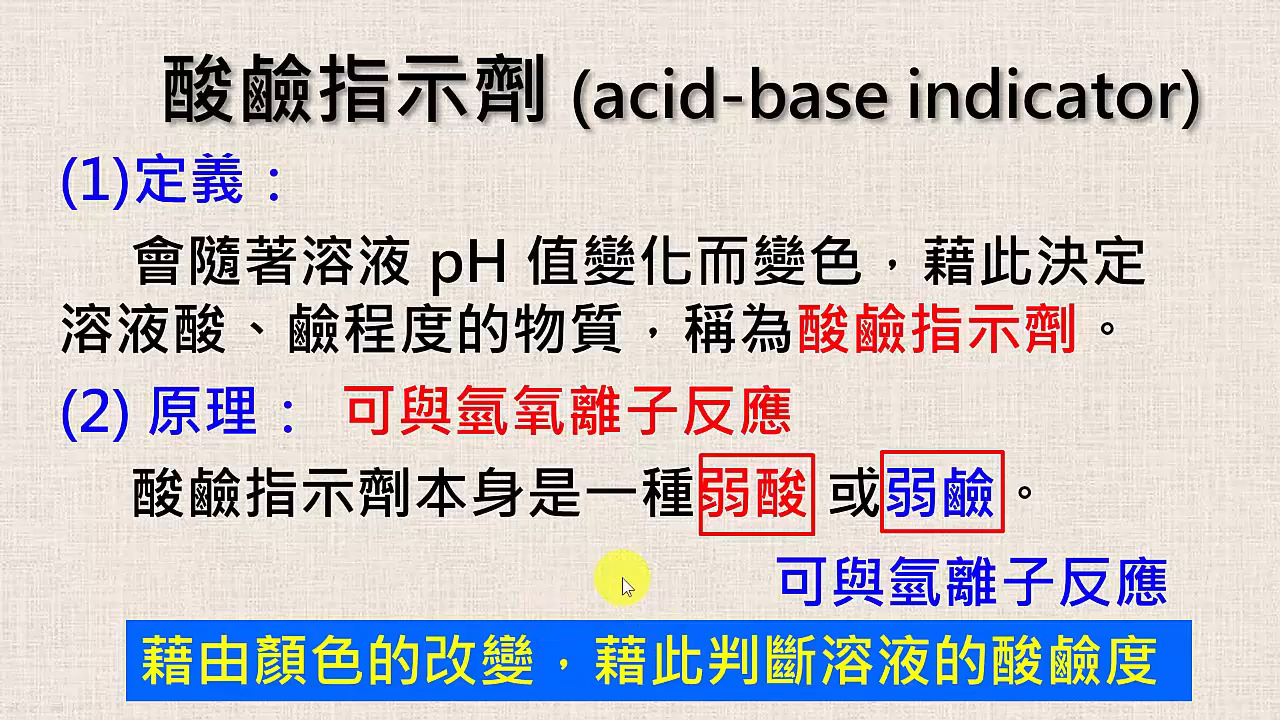 酸鹼指示劑 (acid-base indicator)
(1)定義：
會隨著溶液 pH 值變化而變色，藉此決定
溶液酸、鹼程度的物質，稱為酸鹼指示劑。
(2) 原理： 可與氫氧離子反應
酸鹼指示劑本身是一種弱酸 或弱鹼。
可與氫離子反應
藉由顏色的改變，藉此判斷溶液的酸鹼度